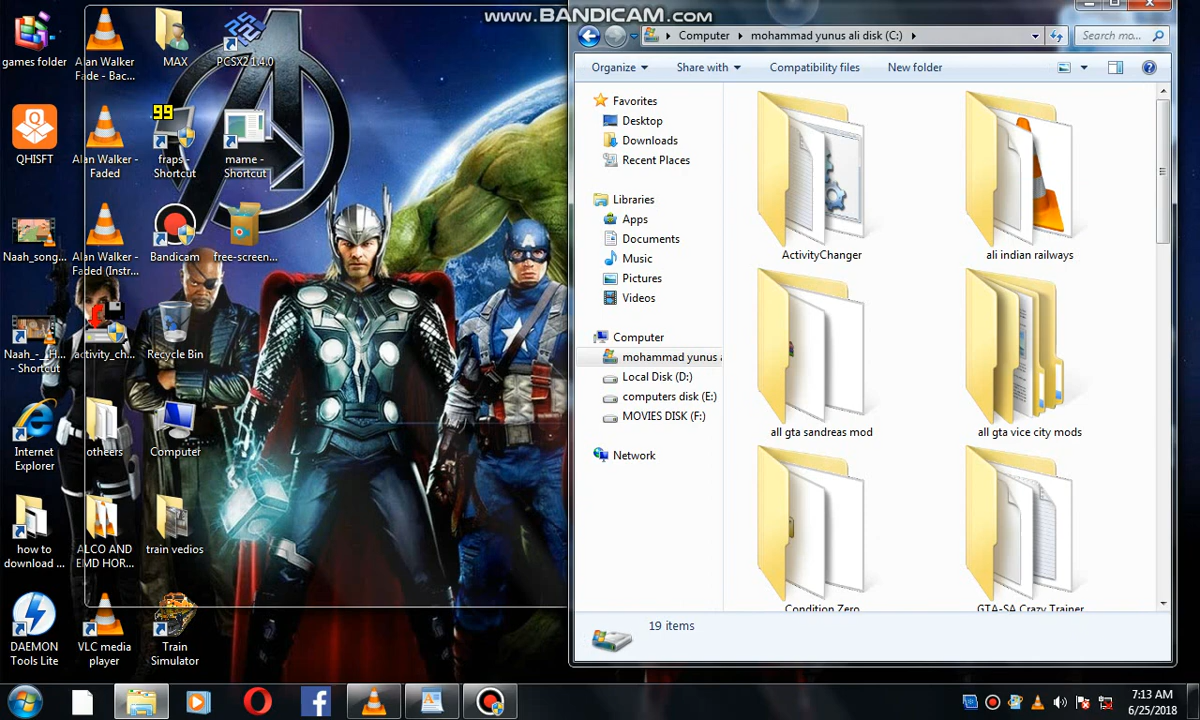 www.BANDICAM.com
games folder
Alan Walker
Fade - Bac...
MAX
PCSX2 1.4.0
QHISFT
Alan Walker -
Faded
99
fraps -
Shortcut
mame -
Shortcut
Naah_song...
Alan Walker -
Faded (Instr...
Bandicam
free-screen...
Naah_-_H...
- Shortcut
activity_ch...
Recycle Bin
Internet
Explorer
otheers
Computer
how to
download ...
ALCO AND
EMD HOR...
train vedios
DAEMON
Tools Lite
VLC media
player
Train
Simulator
Computer
mohammad yunus ali disk (C:)
Search mo...
Organize
Share with
Compatibility files
New folder
Favorites
Desktop
Downloads
Recent Places
Libraries
Apps
Documents
Music
Pictures
Videos
Computer
mohammad yunus a
Local Disk (D:)
computers disk (E:)
MOVIES DISK (F:)
Network
ActivityChanger
ali indian railways
all gta sandreas mod
all gta vice city mods
Condition Zero
GTA-SA Crazy Trainer
19 items
7:13 AM
6/25/2018